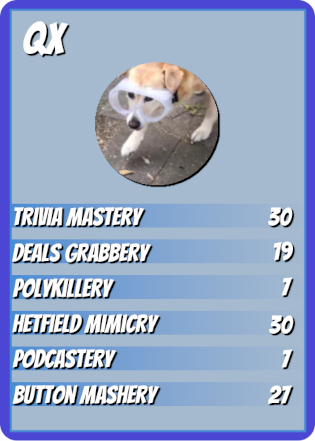 QX
TRIVIA MASTERY 30
DEALS GRABBERY 19
POLYKILLERY 7
HETFIELD MIMICRY 30
PODCASTERY 7
BUTTON MASHERY 27